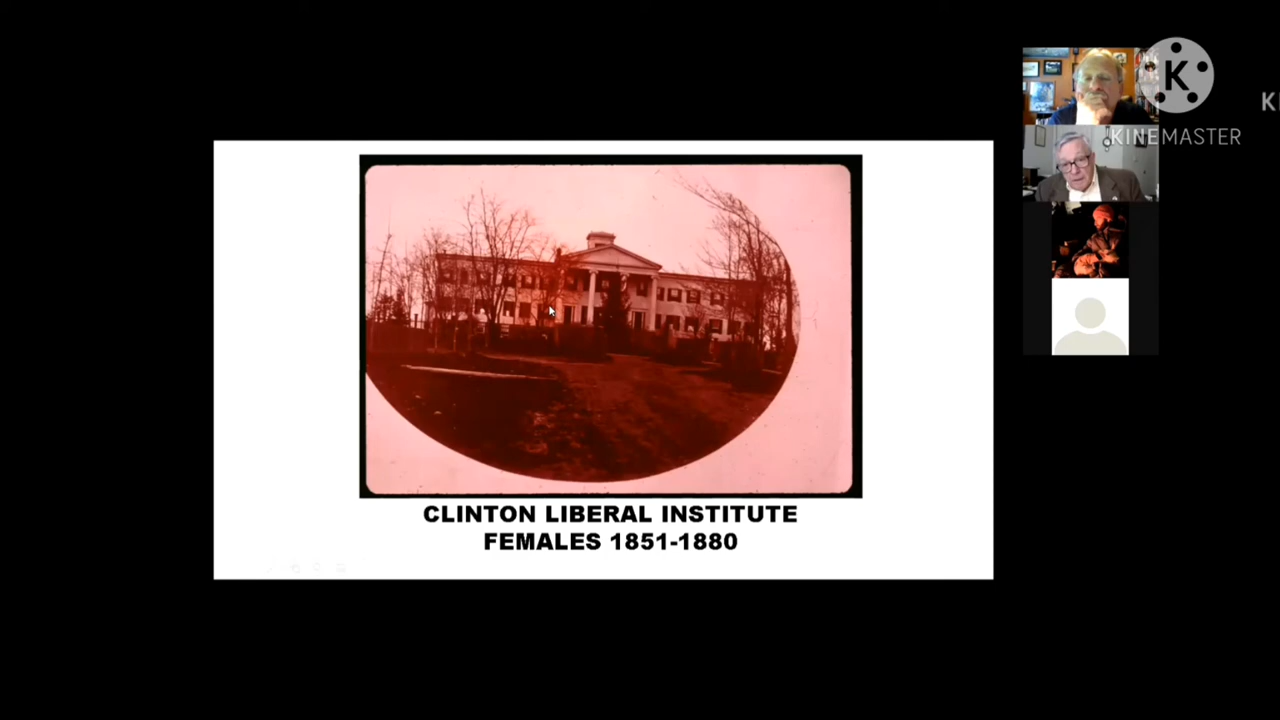 CLINTON LIBERAL INSTITUTE
FEMALES 1851-1880
K
KINEMASTER
K